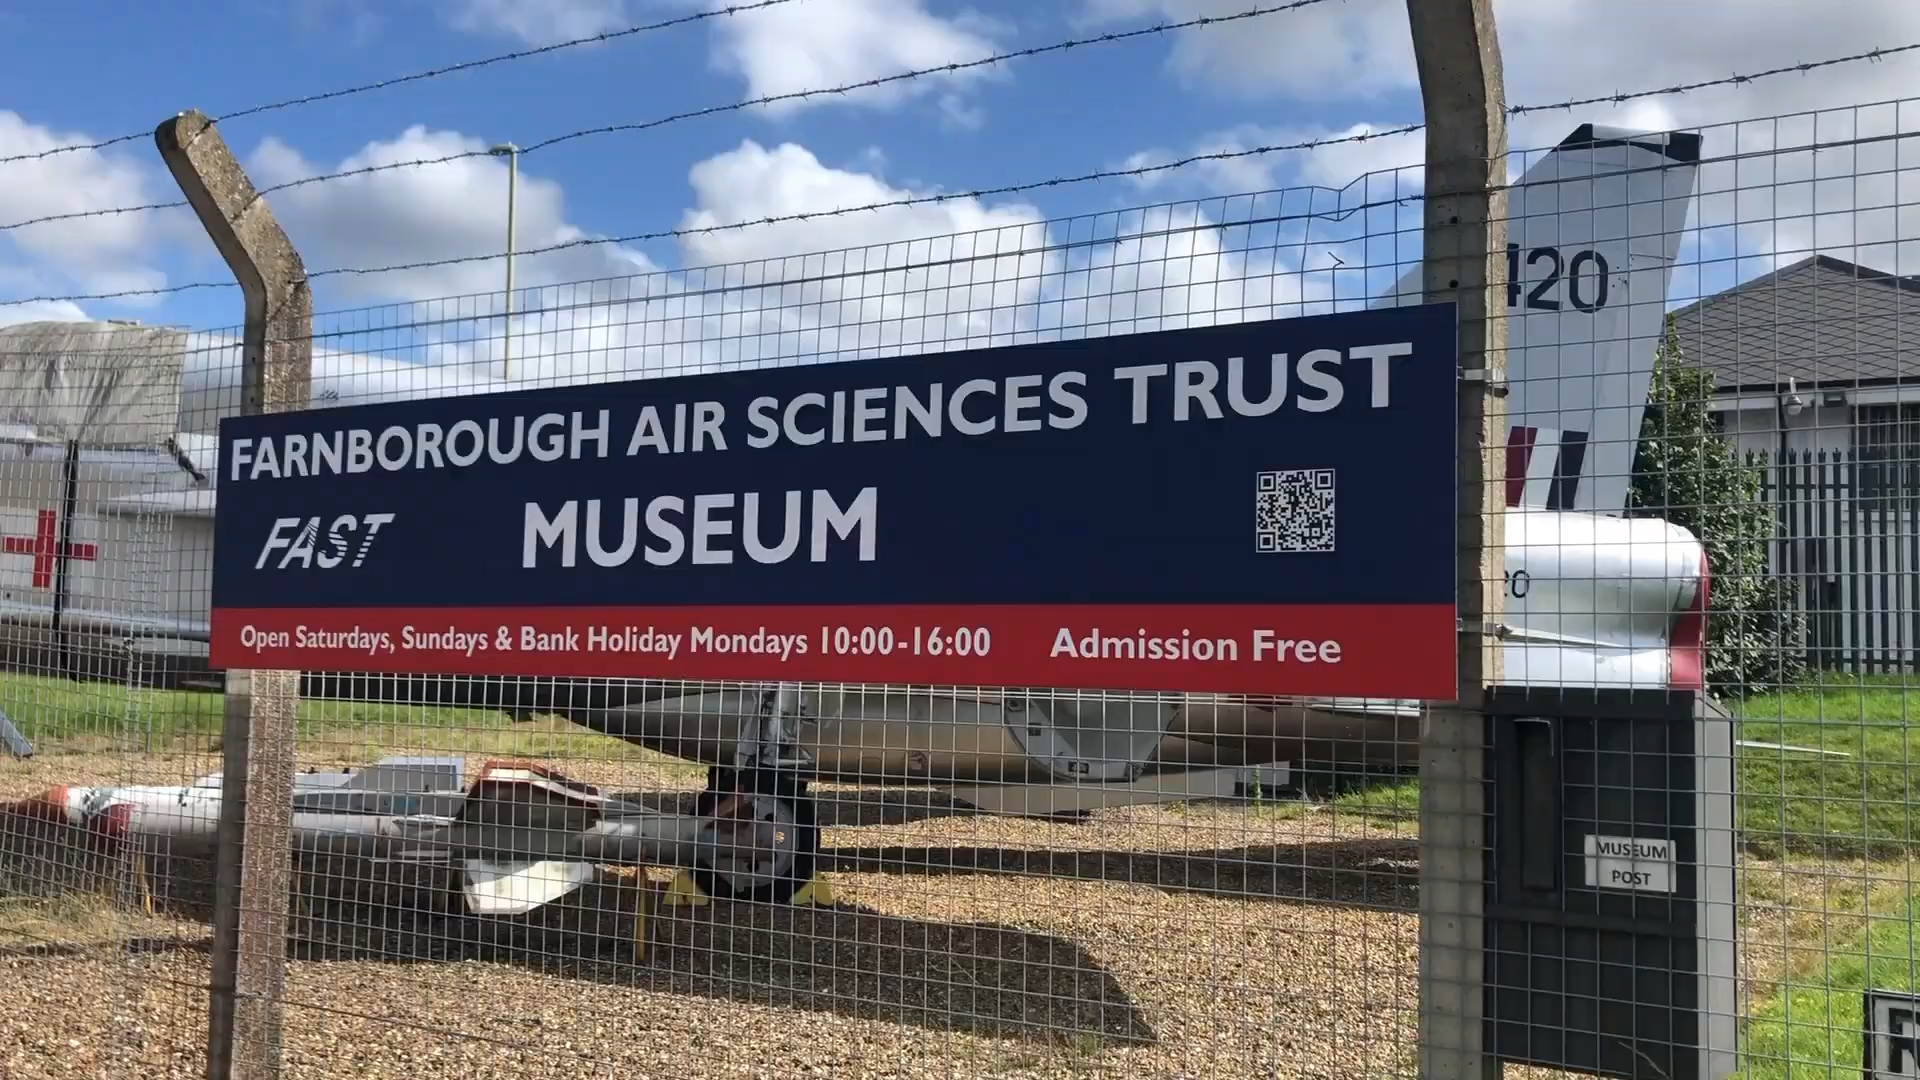 420
FARNBOROUGH AIR SCIENCES TRUST
FAST MUSEUM
Open Saturdays, Sundays & Bank Holiday Mondays 10:00-16:00 Admission Free
20
MUSEUM
POST